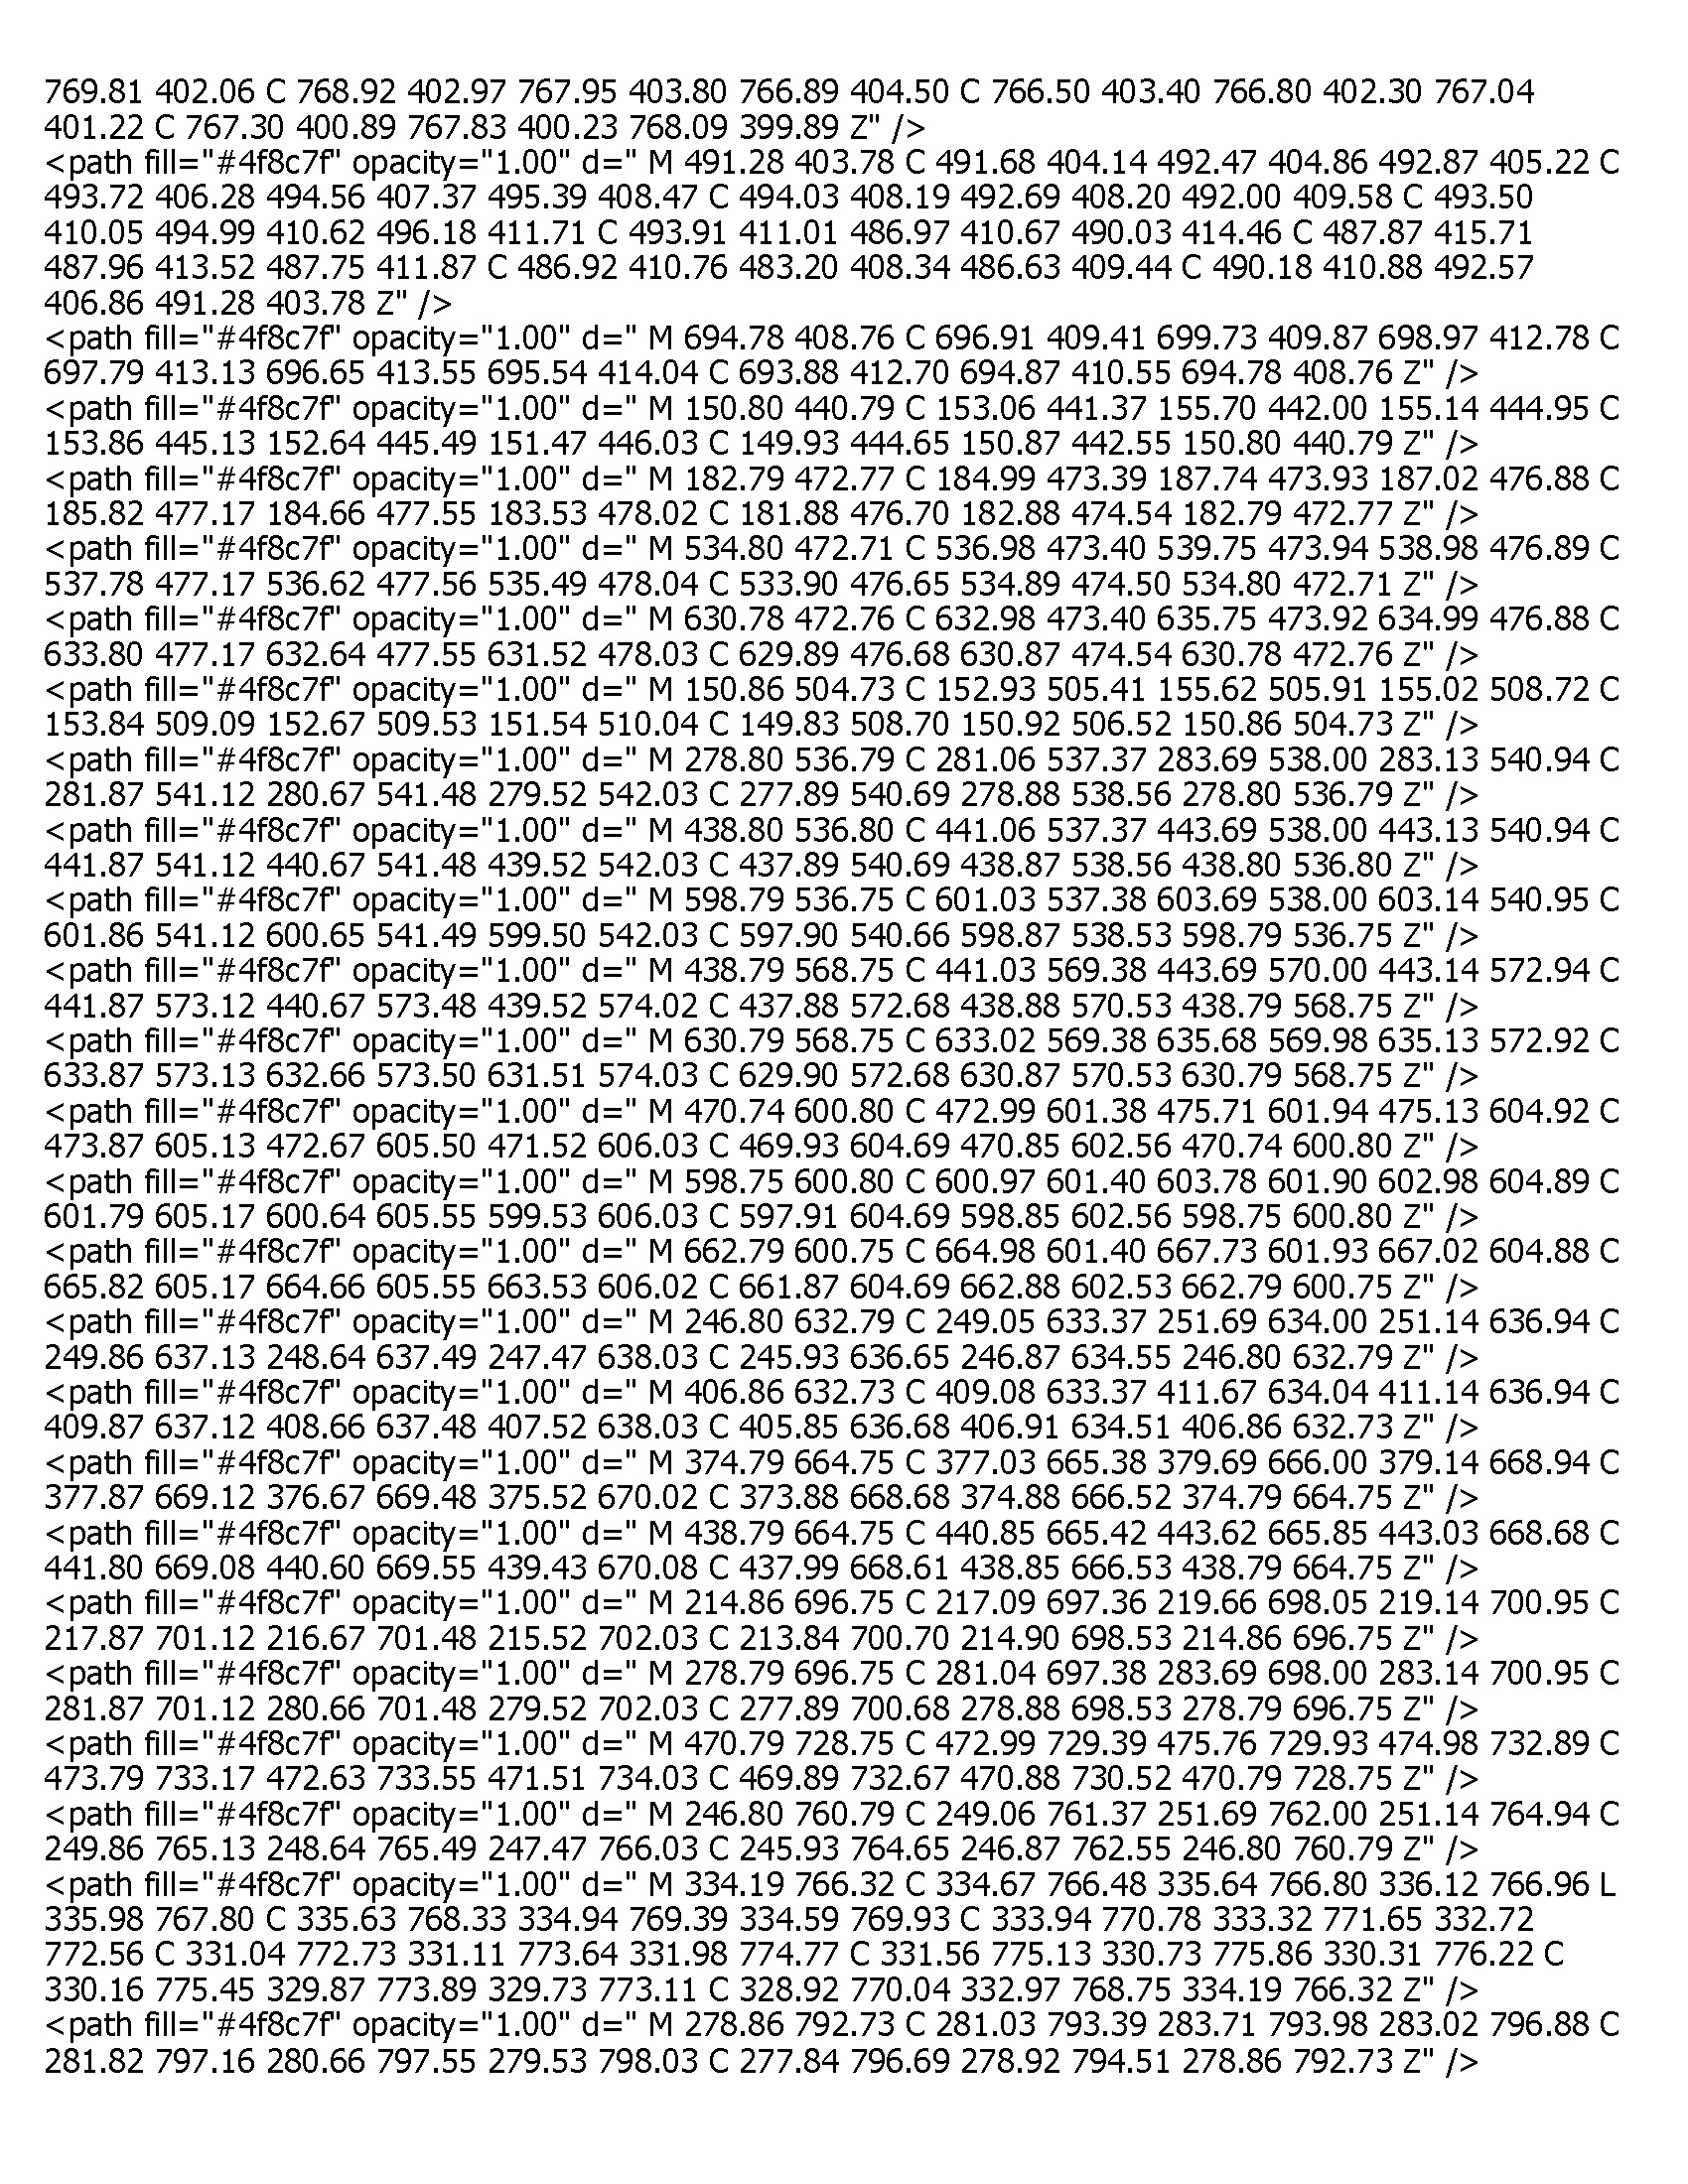 769.81 402.06 C 768.92 402.97 767.95 403.80 766.89 404.50 C 766.50 403.40 766.80 402.30 767.04
401.22 C 767.30 400.89 767.83 400.23 768.09 399.89 Z" />
<path fill="#4f8c7f" opacity="1.00" d=" M 491.28 403.78 C 491.68 404.14 492.47 404.86 492.87 405.22 C
493.72 406.28 494.56 407.37 495.39 408.47 C 494.03 408.19 492.69 408.20 492.00 409.58 C 493.50
410.05 494.99 410.62 496.18 411.71 C 493.91 411.01 486.97 410.67 490.03 414.46 C 487.87 415.71
487.96 413.52 487.75 411.87 C 486.92 410.76 483.20 408.34 486.63 409.44 C 490.18 410.88 492.57
406.86 491.28 403.78 Z" />
<path fill="#4f8c7f" opacity="1.00" d=" M 694.78 408.76 C 696.91 409.41 699.73 409.87 698.97 412.78 C
697.79 413.13 696.65 413.55 695.54 414.04 C 693.88 412.70 694.87 410.55 694.78 408.76 Z" />
<path fill="#4f8c7f" opacity="1.00" d=" M 150.80 440.79 C 153.06 441.37 155.70 442.00 155.14 444.95 C
153.86 445.13 152.64 445.49 151.47 446.03 C 149.93 444.65 150.87 442.55 150.80 440.79 Z" />
<path fill="#4f8c7f" opacity="1.00" d=" M 182.79 472.77 C 184.99 473.39 187.74 473.93 187.02 476.88 C
185.82 477.17 184.66 477.55 183.53 478.02 C 181.88 476.70 182.88 474.54 182.79 472.77 Z" />
<path fill="#4f8c7f" opacity="1.00" d=" M 534.80 472.71 C 536.98 473.40 539.75 473.94 538.98 476.89 C
537.78 477.17 536.62 477.56 535.49 478.04 C 533.90 476.65 534.89 474.50 534.80 472.71 Z" />
<path fill="#4f8c7f" opacity="1.00" d=" M 630.78 472.76 C 632.98 473.40 635.75 473.92 634.99 476.88 C
633.80 477.17 632.64 477.55 631.52 478.03 C 629.89 476.68 630.87 474.54 630.78 472.76 Z" />
<path fill="#4f8c7f" opacity="1.00" d=" M 150.86 504.73 C 152.93 505.41 155.62 505.91 155.02 508.72 C
153.84 509.09 152.67 509.53 151.54 510.04 C 149.83 508.70 150.92 506.52 150.86 504.73 Z" />
<path fill="#4f8c7f" opacity="1.00" d=" M 278.80 536.79 C 281.06 537.37 283.69 538.00 283.13 540.94 C
281.87 541.12 280.67 541.48 279.52 542.03 C 277.89 540.69 278.88 538.56 278.80 536.79 Z" />
<path fill="#4f8c7f" opacity="1.00" d=" M 438.80 536.80 C 441.06 537.37 443.69 538.00 443.13 540.94 C
441.87 541.12 440.67 541.48 439.52 542.03 C 437.89 540.69 438.87 538.56 438.80 536.80 Z" />
<path fill="#4f8c7f" opacity="1.00" d=" M 598.79 536.75 C 601.03 537.38 603.69 538.00 603.14 540.95 C
601.86 541.12 600.65 541.49 599.50 542.03 C 597.90 540.66 598.87 538.53 598.79 536.75 Z" />
<path fill="#4f8c7f" opacity="1.00" d=" M 438.79 568.75 C 441.03 569.38 443.69 570.00 443.14 572.94 C
441.87 573.12 440.67 573.48 439.52 574.02 C 437.88 572.68 438.88 570.53 438.79 568.75 Z" />
<path fill="#4f8c7f" opacity="1.00" d=" M 630.79 568.75 C 633.02 569.38 635.68 569.98 635.13 572.92 C
633.87 573.13 632.66 573.50 631.51 574.03 C 629.90 572.68 630.87 570.53 630.79 568.75 Z" />
<path fill="#4f8c7f" opacity="1.00" d=" M 470.74 600.80 C 472.99 601.38 475.71 601.94 475.13 604.92 C
473.87 605.13 472.67 605.50 471.52 606.03 C 469.93 604.69 470.85 602.56 470.74 600.80 Z" />
<path fill="#4f8c7f" opacity="1.00" d=" M 598.75 600.80 C 600.97 601.40 603.78 601.90 602.98 604.89 C
601.79 605.17 600.64 605.55 599.53 606.03 C 597.91 604.69 598.85 602.56 598.75 600.80 Z" />
<path fill="#4f8c7f" opacity="1.00" d=" M 662.79 600.75 C 664.98 601.40 667.73 601.93 667.02 604.88 C
665.82 605.17 664.66 605.55 663.53 606.02 C 661.87 604.69 662.88 602.53 662.79 600.75 Z" />
<path fill="#4f8c7f" opacity="1.00" d=" M 246.80 632.79 C 249.05 633.37 251.69 634.00 251.14 636.94 C
249.86 637.13 248.64 637.49 247.47 638.03 C 245.93 636.65 246.87 634.55 246.80 632.79 Z" />
<path fill="#4f8c7f" opacity="1.00" d=" M 406.86 632.73 C 409.08 633.37 411.67 634.04 411.14 636.94 C
409.87 637.12 408.66 637.48 407.52 638.03 C 405.85 636.68 406.91 634.51 406.86 632.73 Z" />
<path fill="#4f8c7f" opacity="1.00" d=" M 374.79 664.75 C 377.03 665.38 379.69 666.00 379.14 668.94 C
377.87 669.12 376.67 669.48 375.52 670.02 C 373.88 668.68 374.88 666.52 374.79 664.75 Z" />
<path fill="#4f8c7f" opacity="1.00" d=" M 438.79 664.75 C 440.85 665.42 443.62 665.85 443.03 668.68 C
441.80 669.08 440.60 669.55 439.43 670.08 C 437.99 668.61 438.85 666.53 438.79 664.75 Z" />
<path fill="#4f8c7f" opacity="1.00" d=" M 214.86 696.75 C 217.09 697.36 219.66 698.05 219.14 700.95 C
217.87 701.12 216.67 701.48 215.52 702.03 C 213.84 700.70 214.90 698.53 214.86 696.75 Z" />
<path fill="#4f8c7f" opacity="1.00" d=" M 278.79 696.75 C 281.04 697.38 283.69 698.00 283.14 700.95 C
281.87 701.12 280.66 701.48 279.52 702.03 C 277.89 700.68 278.88 698.53 278.79 696.75 Z" />
<path fill="#4f8c7f" opacity="1.00" d=" M 470.79 728.75 C 472.99 729.39 475.76 729.93 474.98 732.89 C
473.79 733.17 472.63 733.55 471.51 734.03 C 469.89 732.67 470.88 730.52 470.79 728.75 Z" />
<path fill="#4f8c7f" opacity="1.00" d=" M 246.80 760.79 C 249.06 761.37 251.69 762.00 251.14 764.94 C
249.86 765.13 248.64 765.49 247.47 766.03 C 245.93 764.65 246.87 762.55 246.80 760.79 Z" />
<path fill="#4f8c7f" opacity="1.00" d=" M 334.19 766.32 C 334.67 766.48 335.64 766.80 336.12 766.96 L
335.98 767.80 C 335.63 768.33 334.94 769.39 334.59 769.93 C 333.94 770.78 333.32 771.65 332.72
772.56 C 331.04 772.73 331.11 773.64 331.98 774.77 C 331.56 775.13 330.73 775.86 330.31 776.22 C
330.16 775.45 329.87 773.89 329.73 773.11 C 328.92 770.04 332.97 768.75 334.19 766.32 Z" />
<path fill="#4f8c7f" opacity="1.00" d=" M 278.86 792.73 C 281.03 793.39 283.71 793.98 283.02 796.88 C
281.82 797.16 280.66 797.55 279.53 798.03 C 277.84 796.69 278.92 794.51 278.86 792.73 Z" />